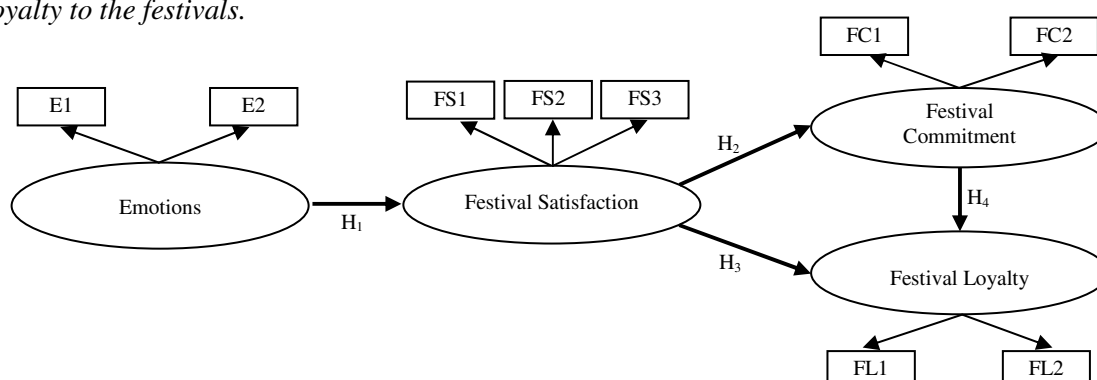 oyalty to the festivals.
FC1 FC2
E1 E2 FS1 FS2 FS3
Festival
Commitment
H2
Emotions
H1
Festival Satisfaction
H4
H3
Festival Loyalty
FL1 FL2